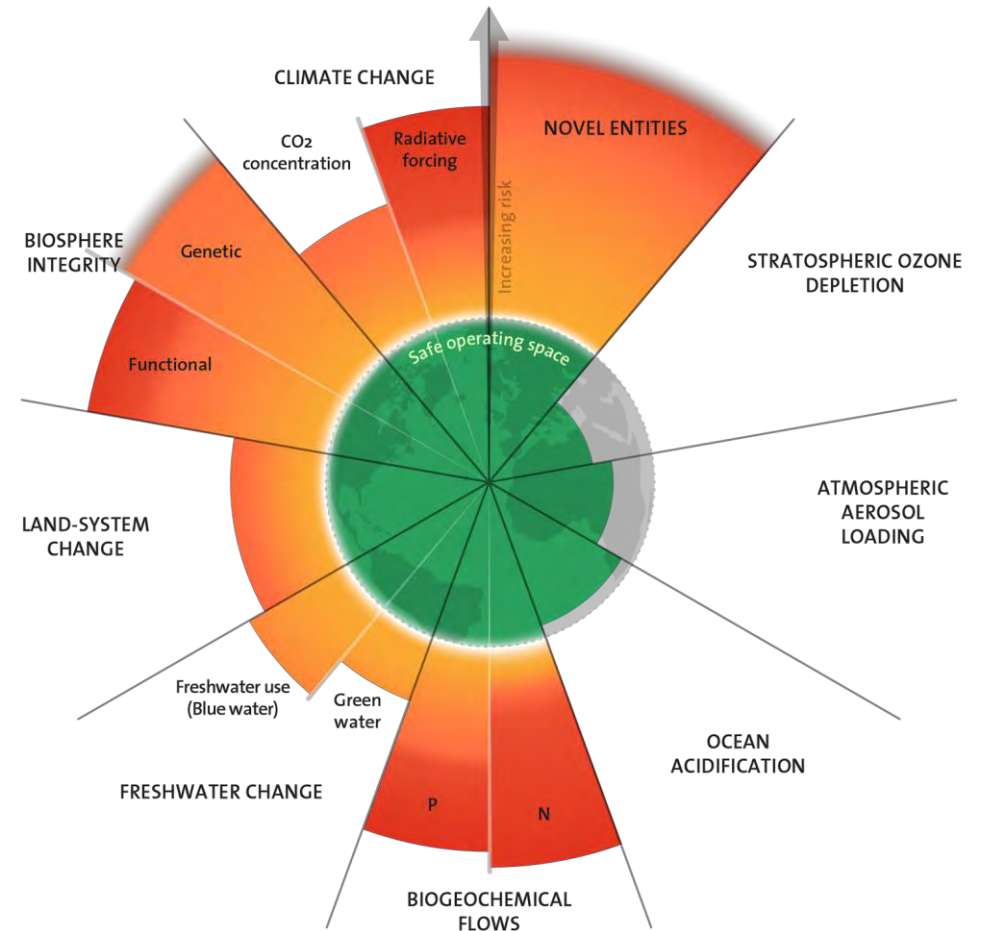 CLIMATE CHANGE
CO2
concentration
Radiative
forcing
NOVEL ENTITIES
Increasing risk
BIOSPHERE
INTEGRITY
Genetic
Functional
STRATOSPHERIC OZONE
DEPLETION
Safe operating space
ATMOSPHERIC
AEROSOL
LOADING
LAND-SYSTEM
CHANGE
Freshwater use
(Blue water)
Green
water
FRESHWATER CHANGE
P
N
OCEAN
ACIDIFICATION
BIOGEOCHEMICAL
FLOWS